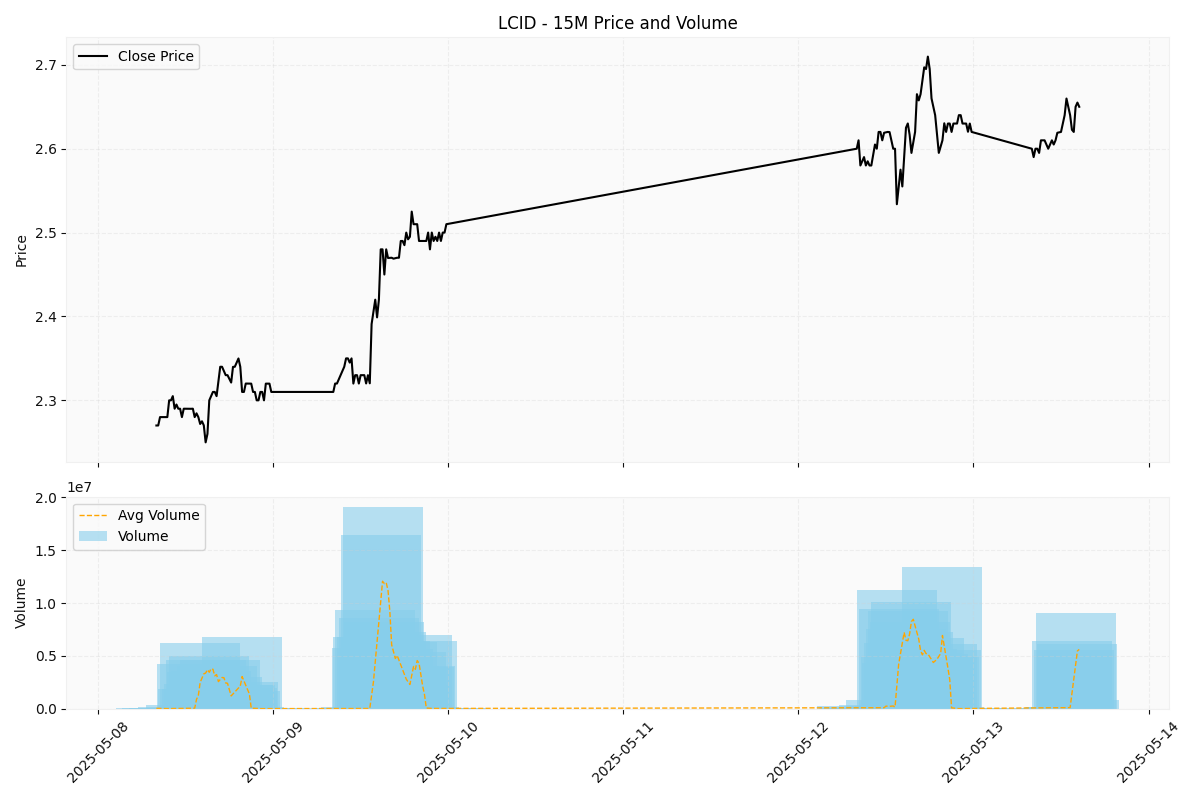 LCID - 15M Price and Volume
Close Price
2.7
2.6
2.5
2.4
2.3
Price
1e7
Avg Volume
Volume
2.0
1.5
1.0
0.5
0.0
Volume
2025-05-08
2025-05-09
2025-05-10
2025-05-11
2025-05-12
2025-05-13
2025-05-14